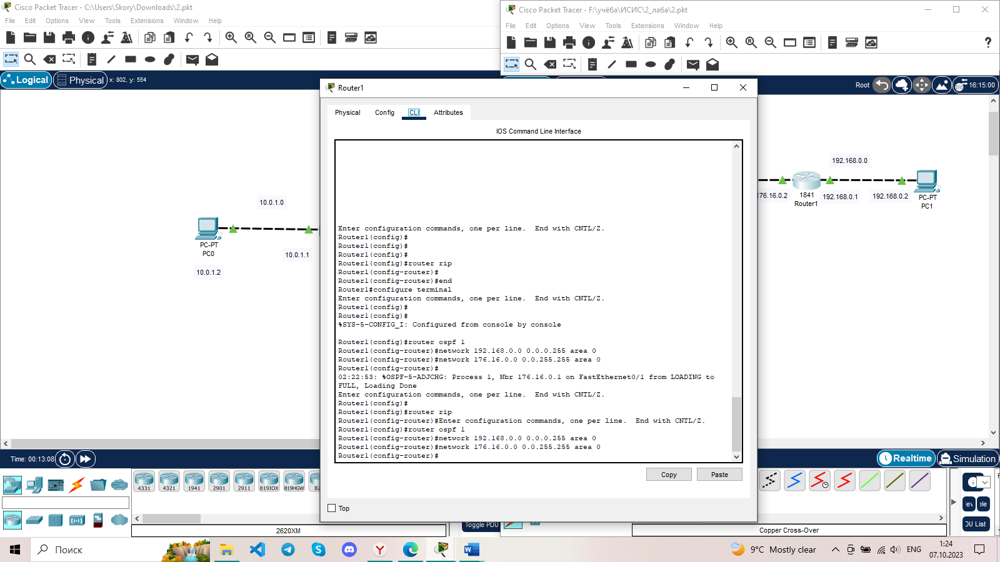 Cisco Packet Tracer - C:\Users\Skory\Downloads\2.pkt
File Edit Options View Tools Extensions Window Help
Logical
Physical
x: 802, y: 554
Cisco Packet Tracer - F:\учёба\ИСИС\2_лаба\2.pkt
File Edit Options View Tools Extensions Window Help
?
Root
16:15:00
10.0.1.0
PC-PT
PC0
10.0.1.1
10.0.1.2
Router1
Physical Config CLI Attributes
IOS Command Line Interface
Enter configuration commands, one per line. End with CNTL/Z.
Router1(config)#
Router1(config)#
Router1(config)#
Router1(config)#router rip
Router1(config-router)#
Router1(config-router)#end
Router1#configure terminal
Enter configuration commands, one per line. End with CNTL/Z.
Router1(config)#
Router1(config)#
%SYS-5-CONFIG_I: Configured from console by console
Router1(config)#router ospf 1
Router1(config-router)#network 192.168.0.0 0.0.0.255 area 0
Router1(config-router)#network 176.16.0.0 0.0.255.255 area 0
Router1(config-router)#
02:22:53: %OSPF-5-ADJCHG: Process 1, Nbr 176.16.0.1 on FastEthernet0/1 from LOADING to
FULL, Loading Done
Enter configuration commands, one per line. End with CNTL/Z.
Router1(config)#
Router1(config)#router rip
Router1(config-router)#Enter configuration commands, one per line. End with CNTL/Z.
Router1(config)#router ospf 1
Router1(config-router)#network 192.168.0.0 0.0.0.255 area 0
Router1(config-router)#network 176.16.0.0 0.0.255.255 area 0
Router1(config-router)#
Copy
Paste
Top
192.168.0.0
176.16.0.2
1841
Router1
192.168.0.1
192.168.0.2
PC-PT
PC1
Time: 00:13:08
Realtime
Simulation
4331 4321 1941 2901 2911 819IOX 819HGW
2620XM
Toggle PDU
Copper Cross-Over
DU List
Поиск
9°C Mostly clear
ENG
1:24
07.10.2023